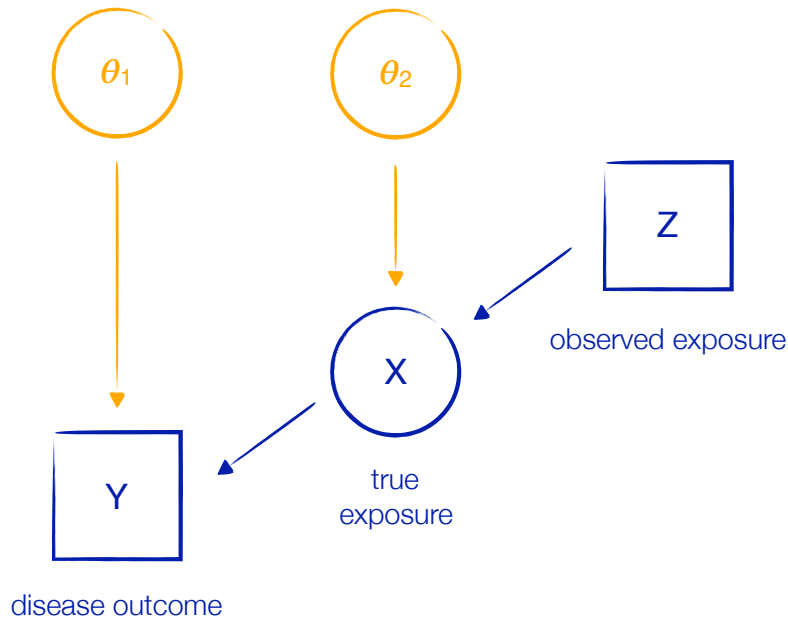 θ1
θ2
Z
observed exposure
X
true
exposure
Y
disease outcome